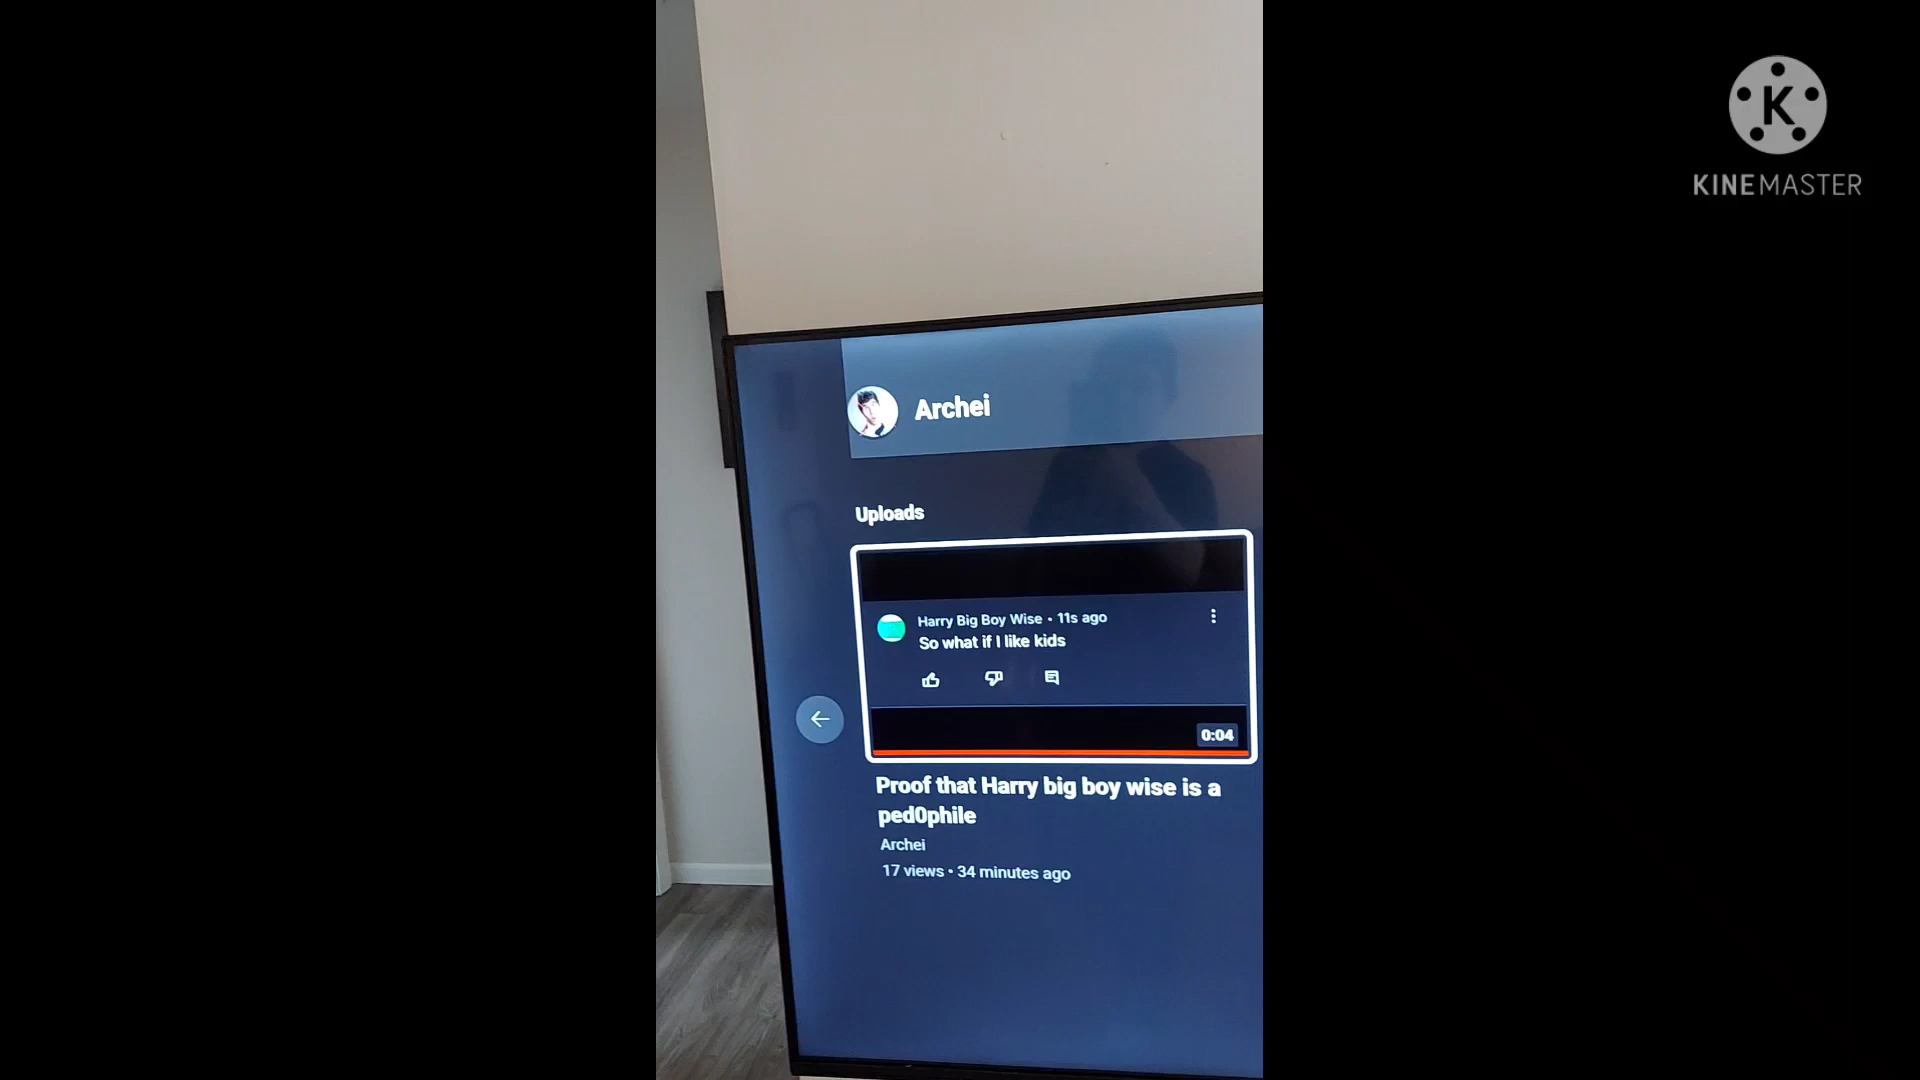 K
KINEMASTER
Archei
Uploads
Harry Big Boy Wise • 11s ago
So what if I like kids
0:04
Proof that Harry big boy wise is a
ped0phile
Archei
17 views • 34 minutes ago